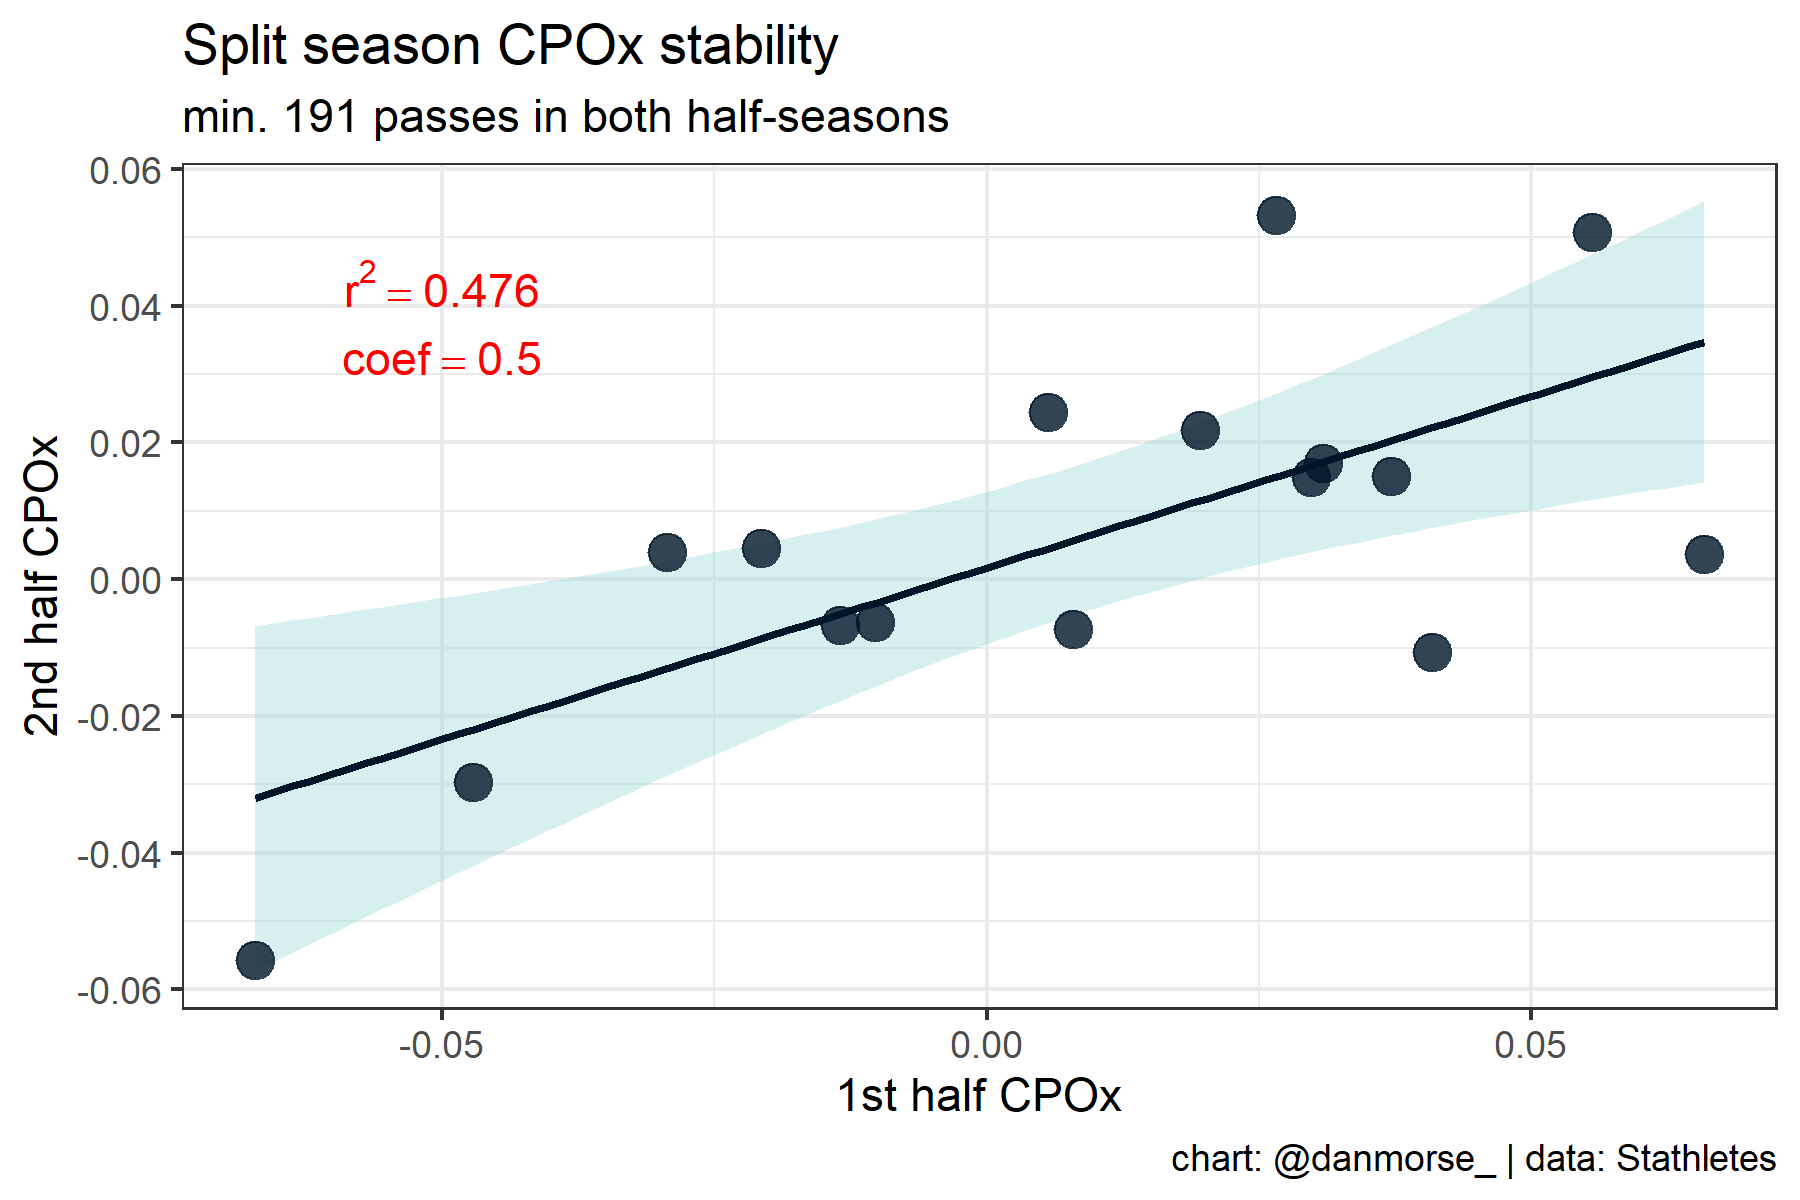 Split season CPOx stability
min. 191 passes in both half-seasons
0.06
0.04
0.02
0.00
-0.02
-0.04
-0.06
2nd half CPOx
r² = 0.476
coef = 0.5
-0.05
0.00
0.05
1st half CPOx
chart: @danmorse_ | data: Stathletes